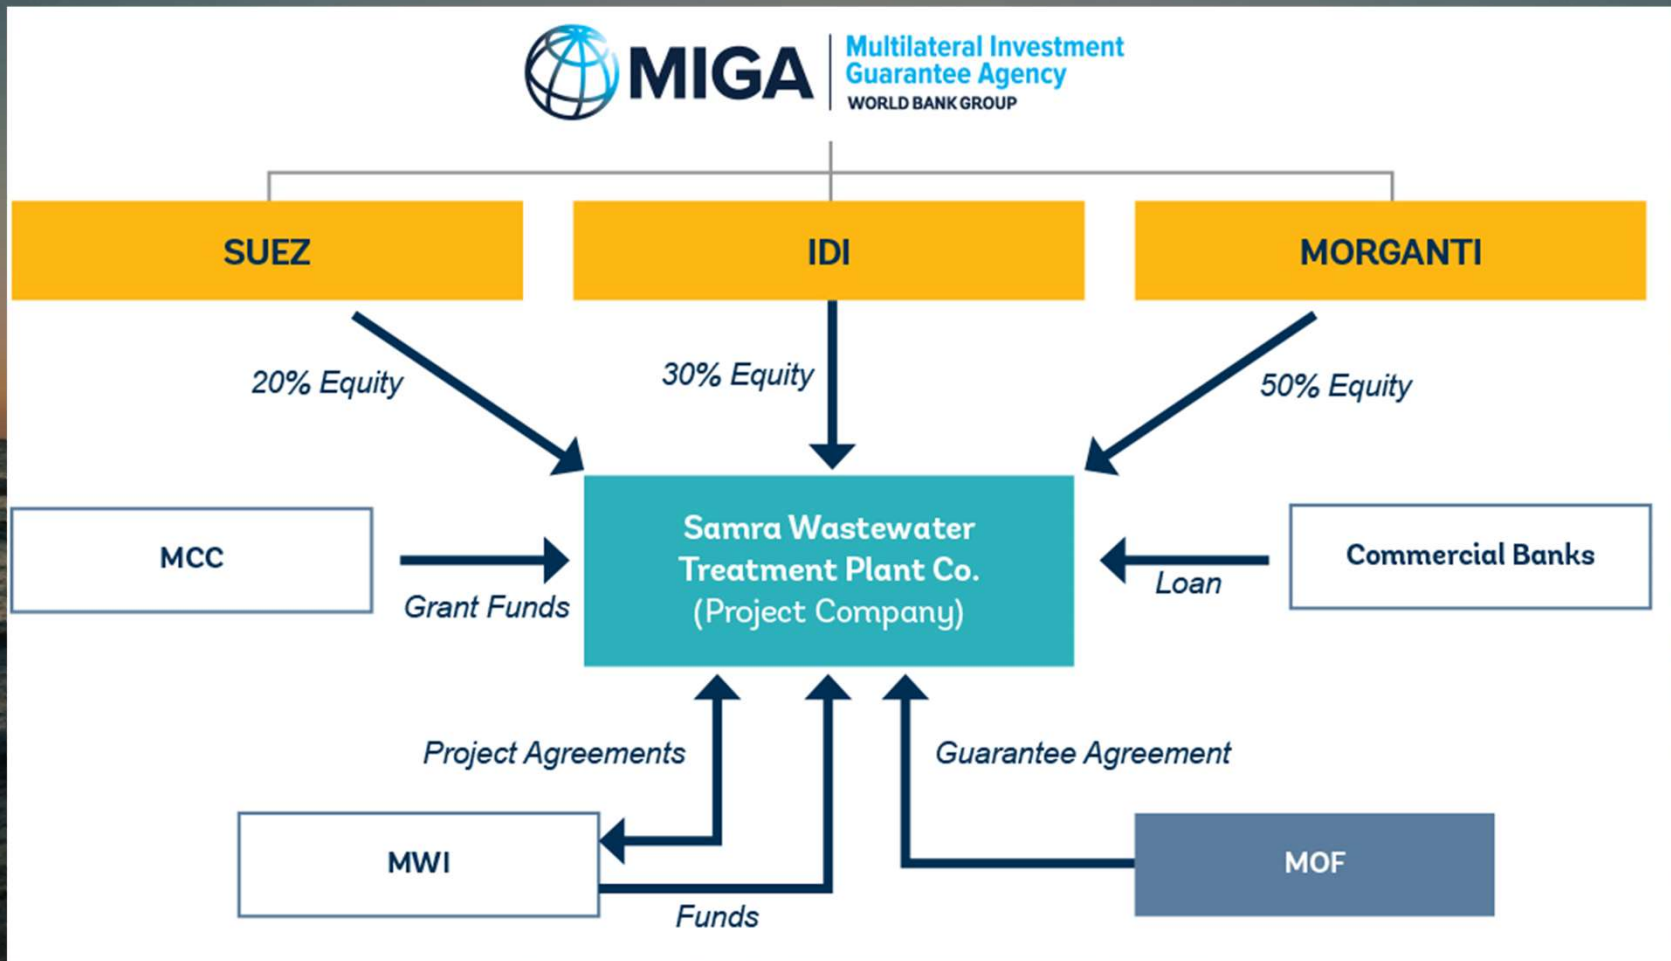 MIGA
Multilateral Investment
Guarantee Agency
WORLD BANK GROUP
SUEZ
IDI
MORGANTI
20% Equity
30% Equity
50% Equity
MCC
Grant Funds
Samra Wastewater
Treatment Plant Co.
(Project Company)
Loan
Commercial Banks
Project Agreements
Guarantee Agreement
MWI
Funds
MOF